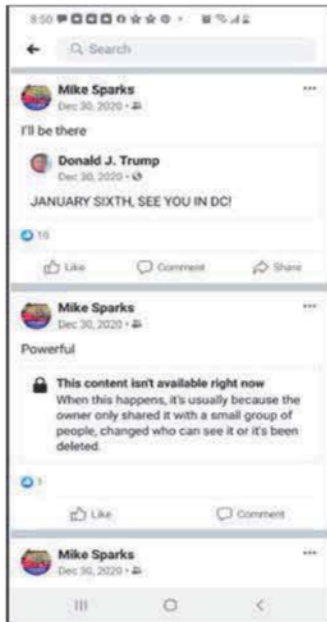 8:50
Search
Mike Sparks
Dec 30, 2020
I'll be there
Donald J. Trump
Dec 30, 2020
JANUARY SIXTH, SEE YOU IN DC!
Like Comment Share
Mike Sparks
Dec 30, 2020
Powerful
This content isn't available right now
When this happens, it's usually because the
owner only shared it with a small group of
people, changed who can see it or it's been
deleted.
1
Like Comment
Mike Sparks
Dec 30, 2020